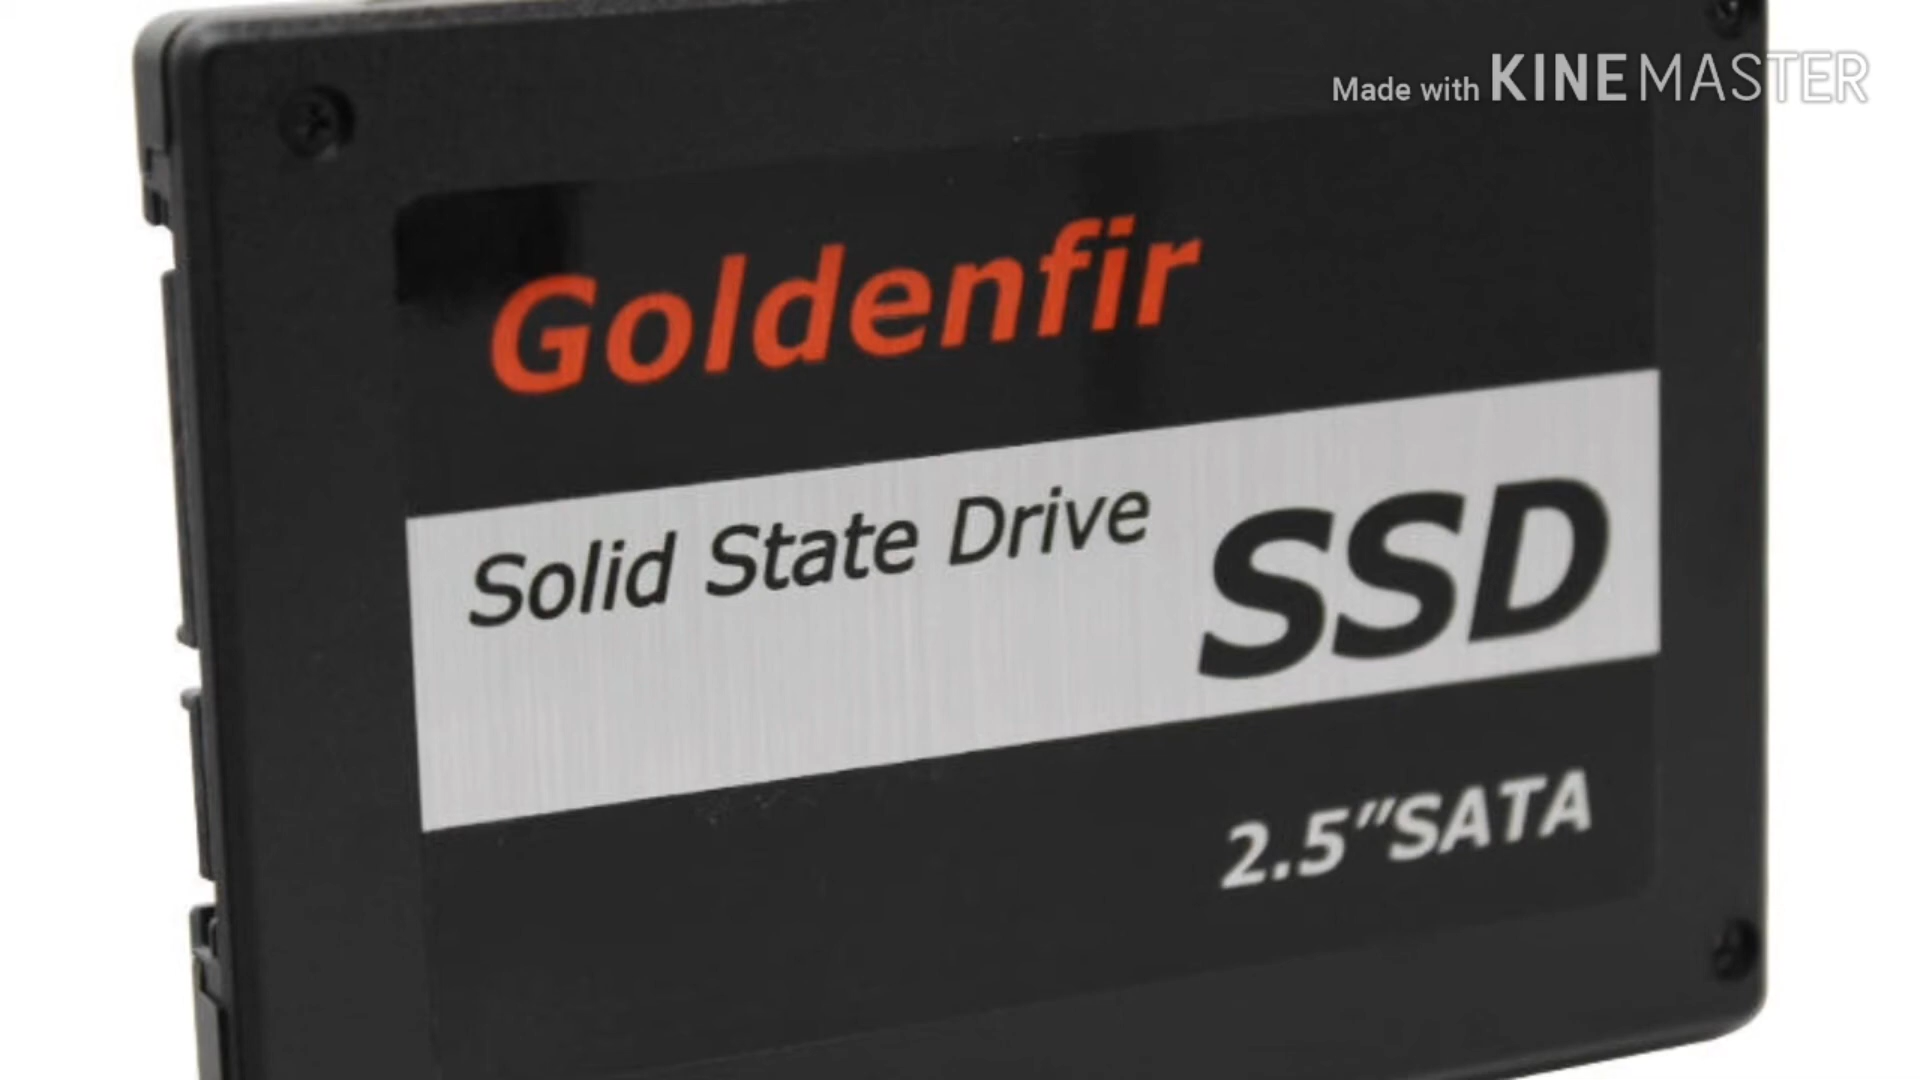 Made with KINEMASTER
Goldenfir
Solid State Drive
SSD
2.5"SATA